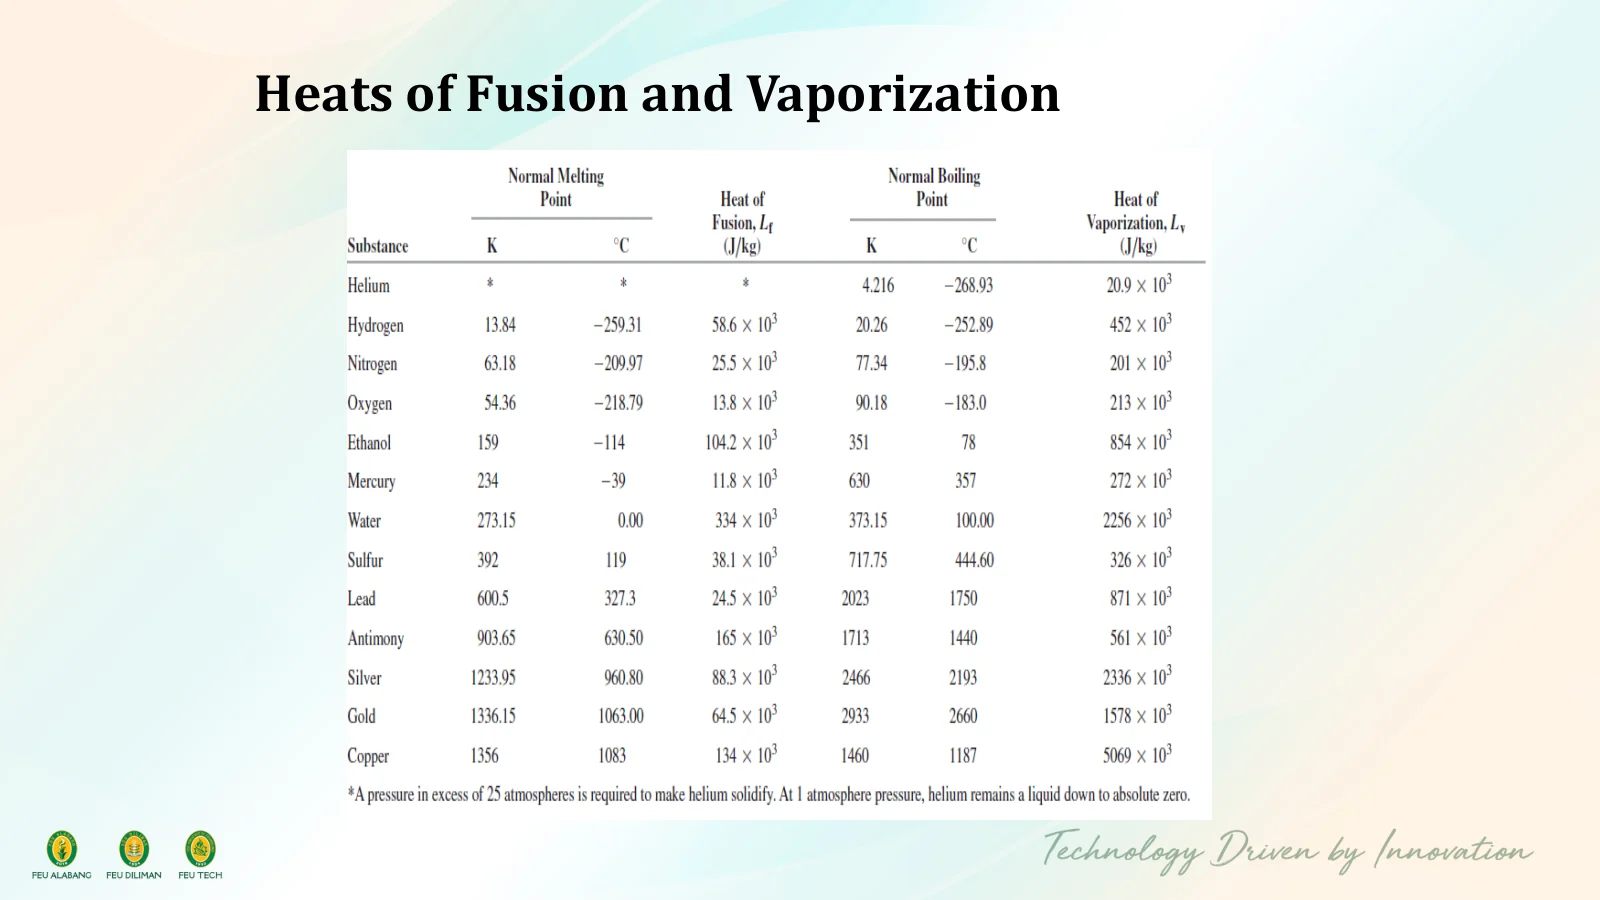 Heats of Fusion and Vaporization
Normal Melting Point
Normal Boiling Point
Heat of Fusion, Lf (J/kg)
Heat of Vaporization, Lv (J/kg)
Substance K °C K °C
Helium * * * 4.216 −268.93 20.9 × 10³
Hydrogen 13.84 −259.31 58.6 × 10³ 20.26 −252.89 452 × 10³
Nitrogen 63.18 −209.97 25.5 × 10³ 77.34 −195.8 201 × 10³
Oxygen 54.36 −218.79 13.8 × 10³ 90.18 −183.0 213 × 10³
Ethanol 159 −114 104.2 × 10³ 351 78 854 × 10³
Mercury 234 −39 11.8 × 10³ 630 357 272 × 10³
Water 273.15 0.00 334 × 10³ 373.15 100.00 2256 × 10³
Sulfur 392 119 38.1 × 10³ 717.75 444.60 326 × 10³
Lead 600.5 327.3 24.5 × 10³ 2023 1750 871 × 10³
Antimony 903.65 630.50 165 × 10³ 1713 1440 561 × 10³
Silver 1233.95 960.80 88.3 × 10³ 2466 2193 2336 × 10³
Gold 1336.15 1063.00 64.5 × 10³ 2933 2660 1578 × 10³
Copper 1356 1083 134 × 10³ 1460 1187 5069 × 10³
*A pressure in excess of 25 atmospheres is required to make helium solidify. At 1 atmosphere pressure, helium remains a liquid down to absolute zero.
Technology Driven by Innovation
FEU ALABANG FEU DILIMAN FEU TECH